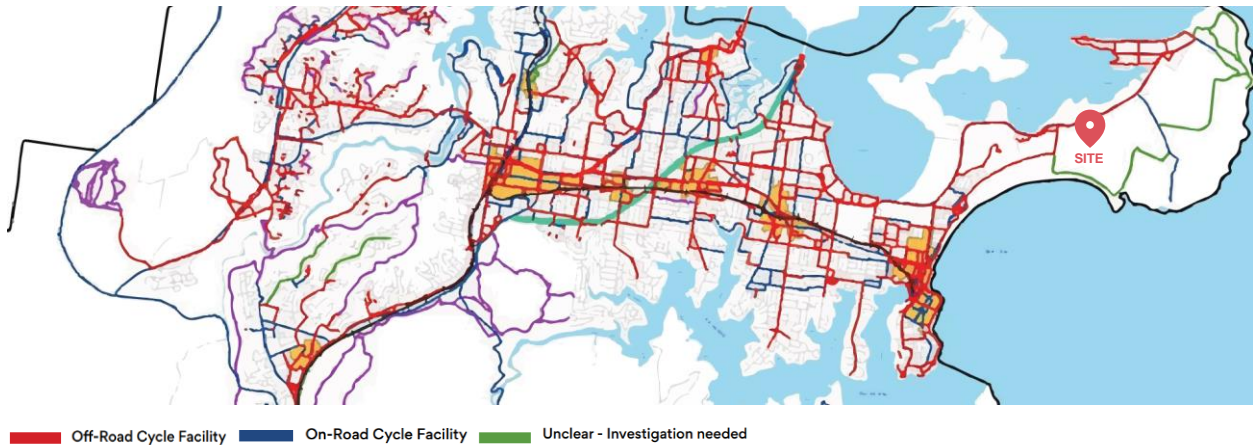 SITE
Off-Road Cycle Facility
On-Road Cycle Facility
Unclear - Investigation needed